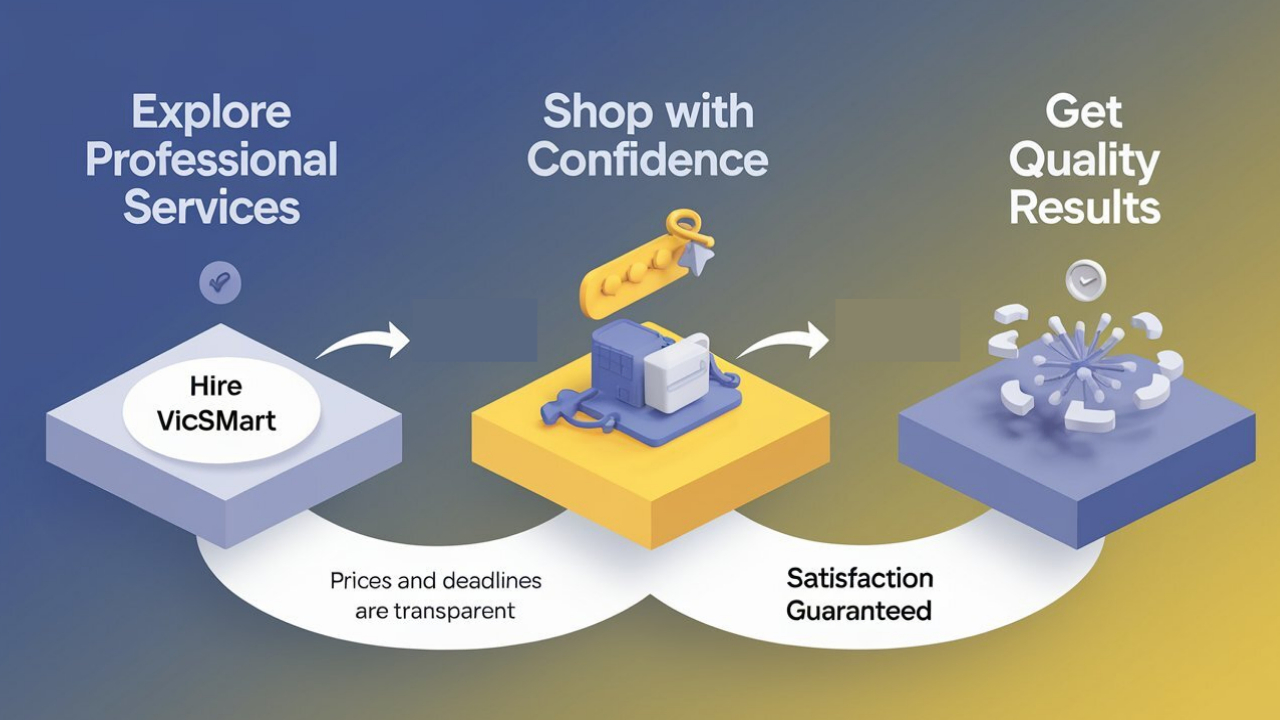 Explore
Professional
Services
Shop with
Confidence
Get
Quality
Results
Hire
VicSMart
Prices and deadlines
are transparent
Satisfaction
Guaranteed